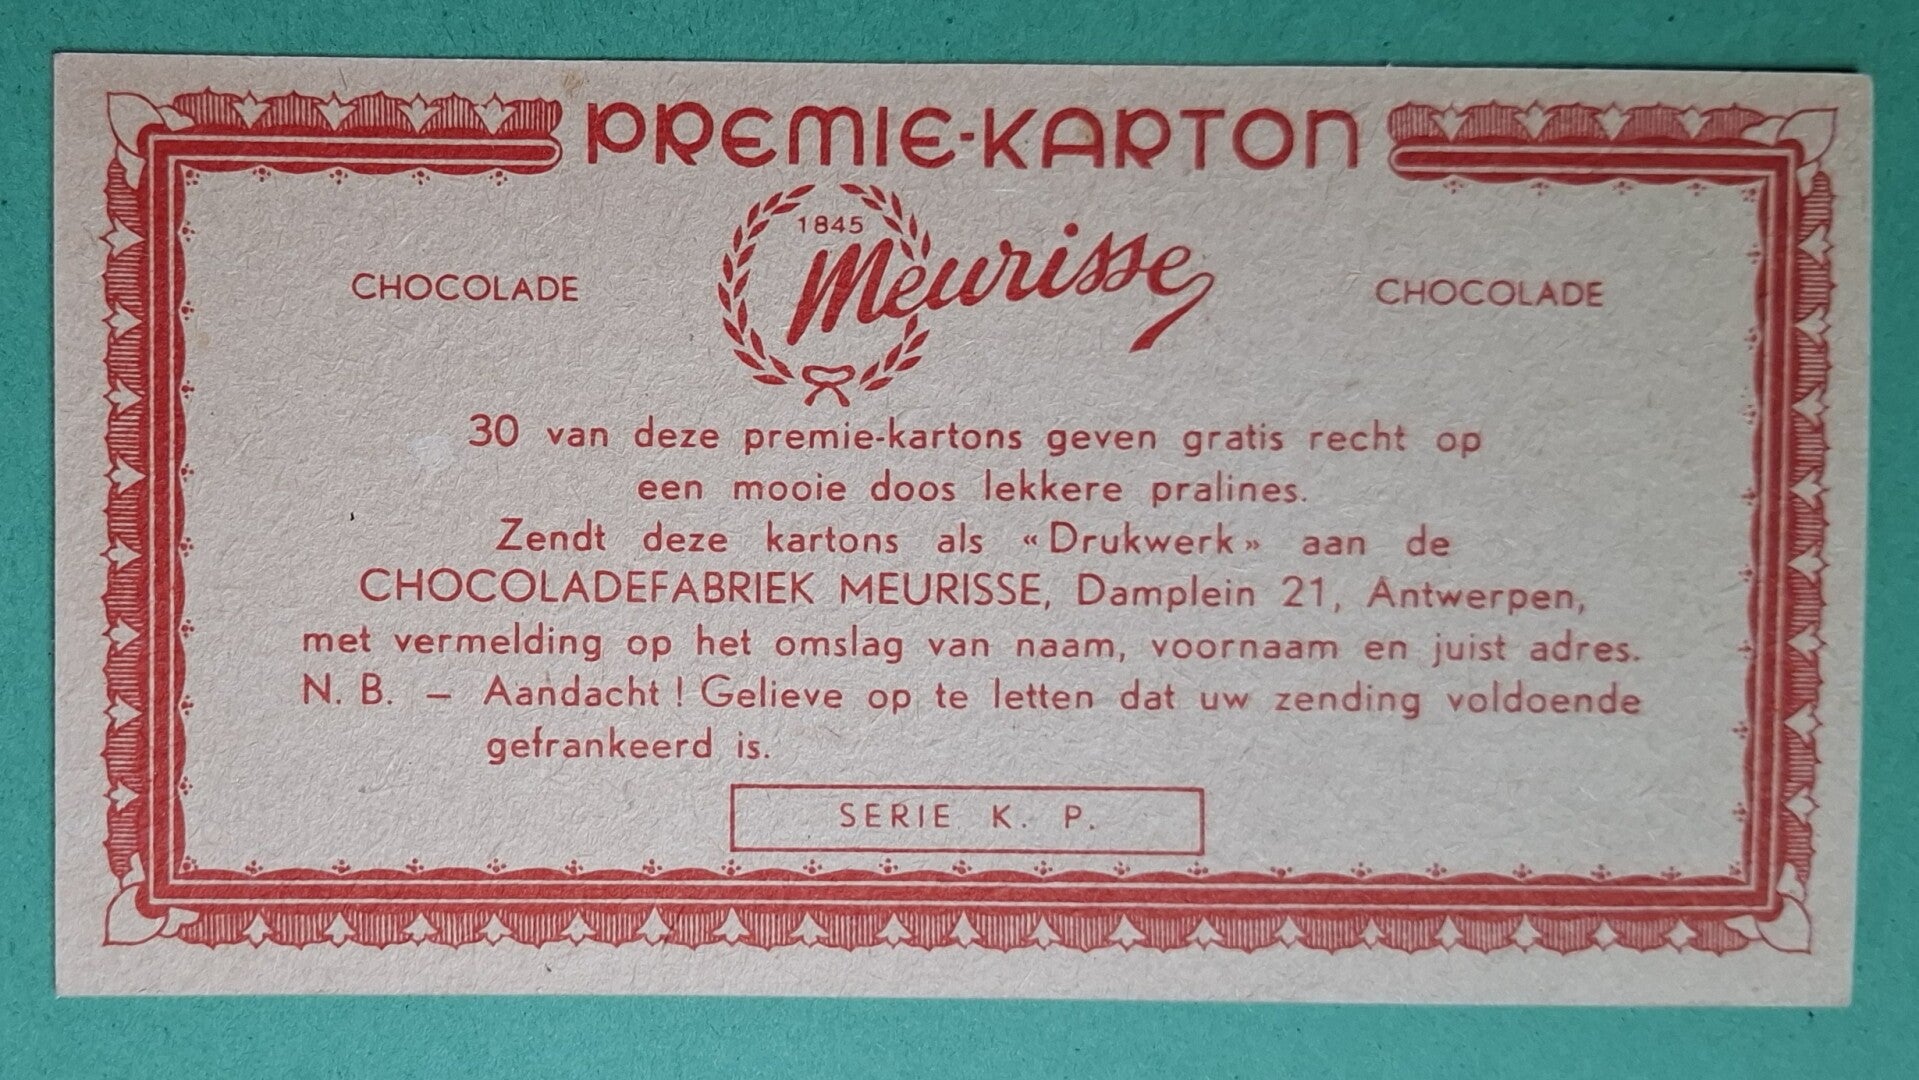 PREMIE-KARTON
1845
CHOCOLADE Meurisse CHOCOLADE
30 van deze premie-kartons geven gratis recht op
een mooie doos lekkere pralines.
Zendt deze kartons als « Drukwerk » aan de
CHOCOLADEFABRIEK MEURISSE, Damplein 21, Antwerpen,
met vermelding op het omslag van naam, voornaam en juist adres.
N. B. — Aandacht ! Gelieve op te letten dat uw zending voldoende
gefrankeerd is.
SERIE K. P.